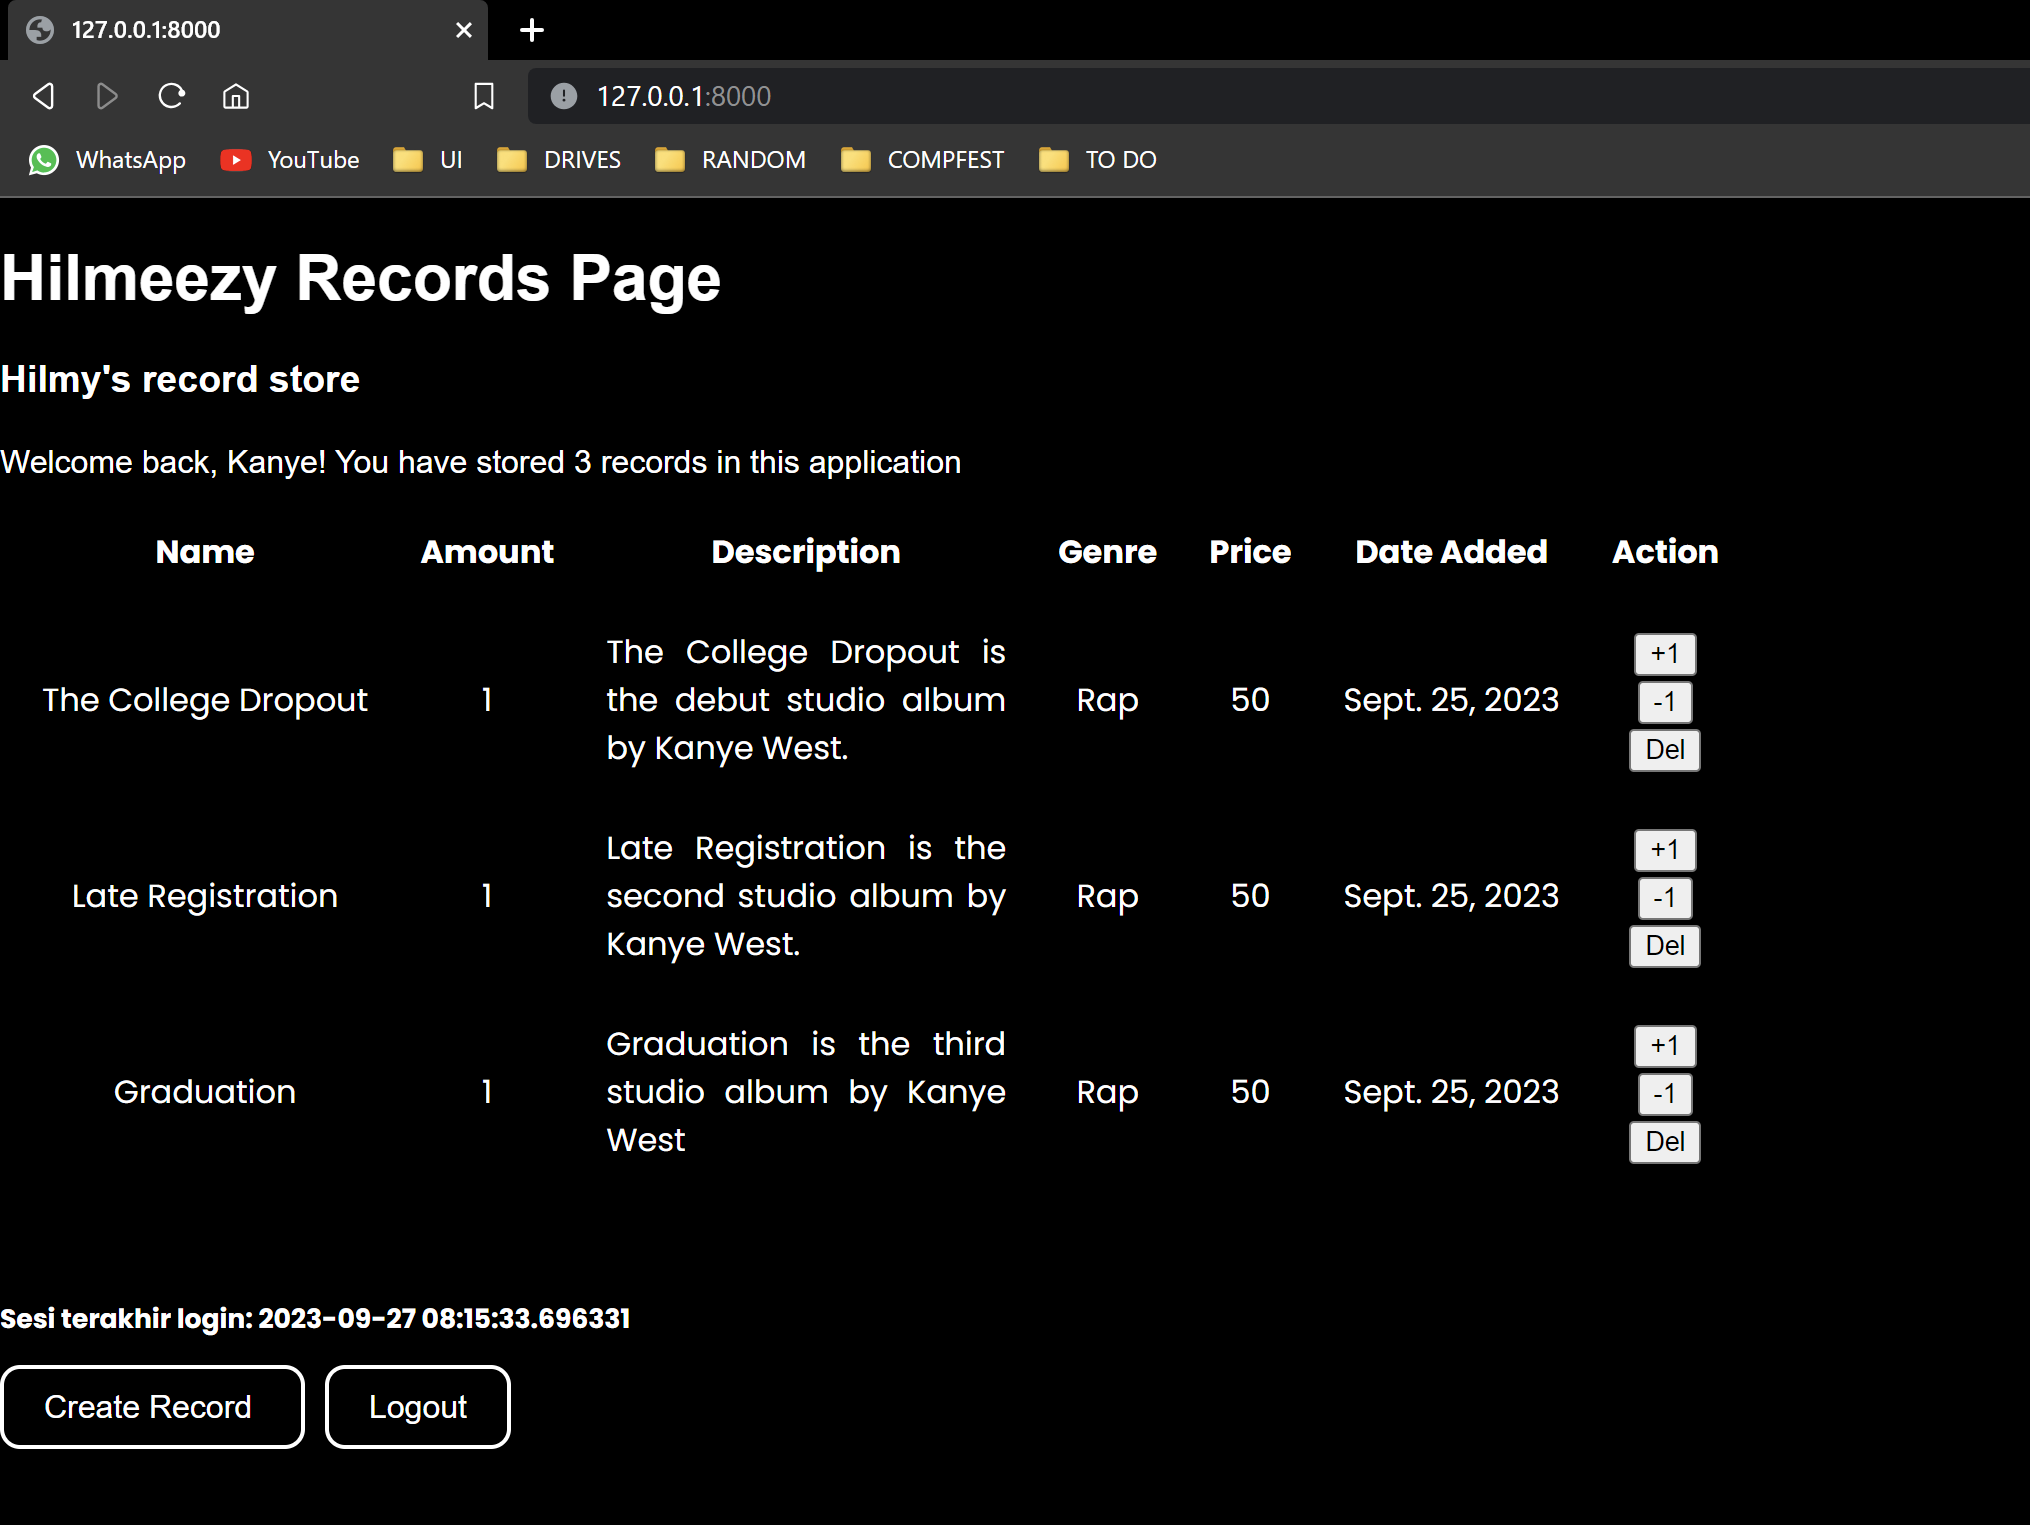 127.0.0.1:8000
127.0.0.1:8000
WhatsApp YouTube UI DRIVES RANDOM COMPFEST TO DO
Hilmeezy Records Page
Hilmy's record store
Welcome back, Kanye! You have stored 3 records in this application
Name Amount Description Genre Price Date Added Action
The College Dropout is +1
The College Dropout 1 the debut studio album Rap 50 Sept. 25, 2023 -1
by Kanye West. Del
Late Registration is the +1
Late Registration 1 second studio album by Rap 50 Sept. 25, 2023 -1
Kanye West. Del
Graduation is the third +1
Graduation 1 studio album by Kanye Rap 50 Sept. 25, 2023 -1
West Del
Sesi terakhir login: 2023-09-27 08:15:33.696331
Create Record Logout